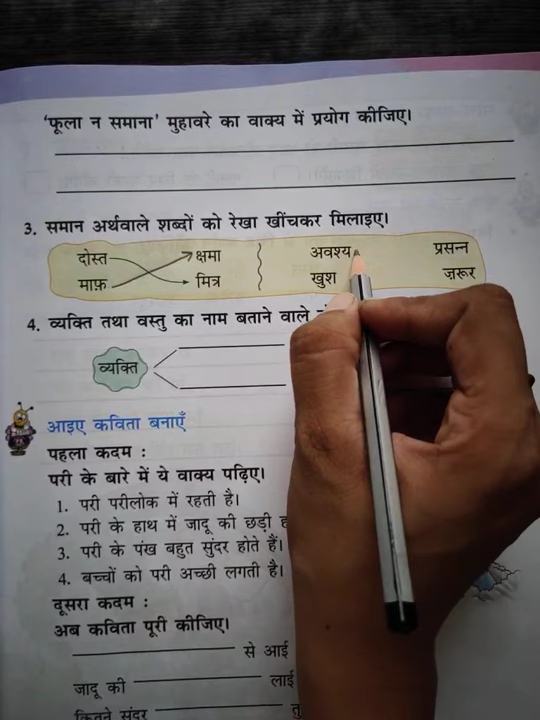 'फूला न समाना' मुहावरे का वाक्य में प्रयोग कीजिए।
3. समान अर्थवाले शब्दों को रेखा खींचकर मिलाइए।
दोस्त क्षमा अवश्य प्रसन्न
माफ़ मित्र खुश ज़रूर
4. व्यक्ति तथा वस्तु का नाम बताने वाले
व्यक्ति
आइए कविता बनाएँ
पहला कदम :
परी के बारे में ये वाक्य पढ़िए।
1. परी परीलोक में रहती है।
2. परी के हाथ में जादू की छड़ी
3. परी के पंख बहुत सुंदर होते हैं।
4. बच्चों को परी अच्छी लगती है।
दूसरा कदम :
अब कविता पूरी कीजिए।
से आई
जादू की लाई
कितने सुंदर